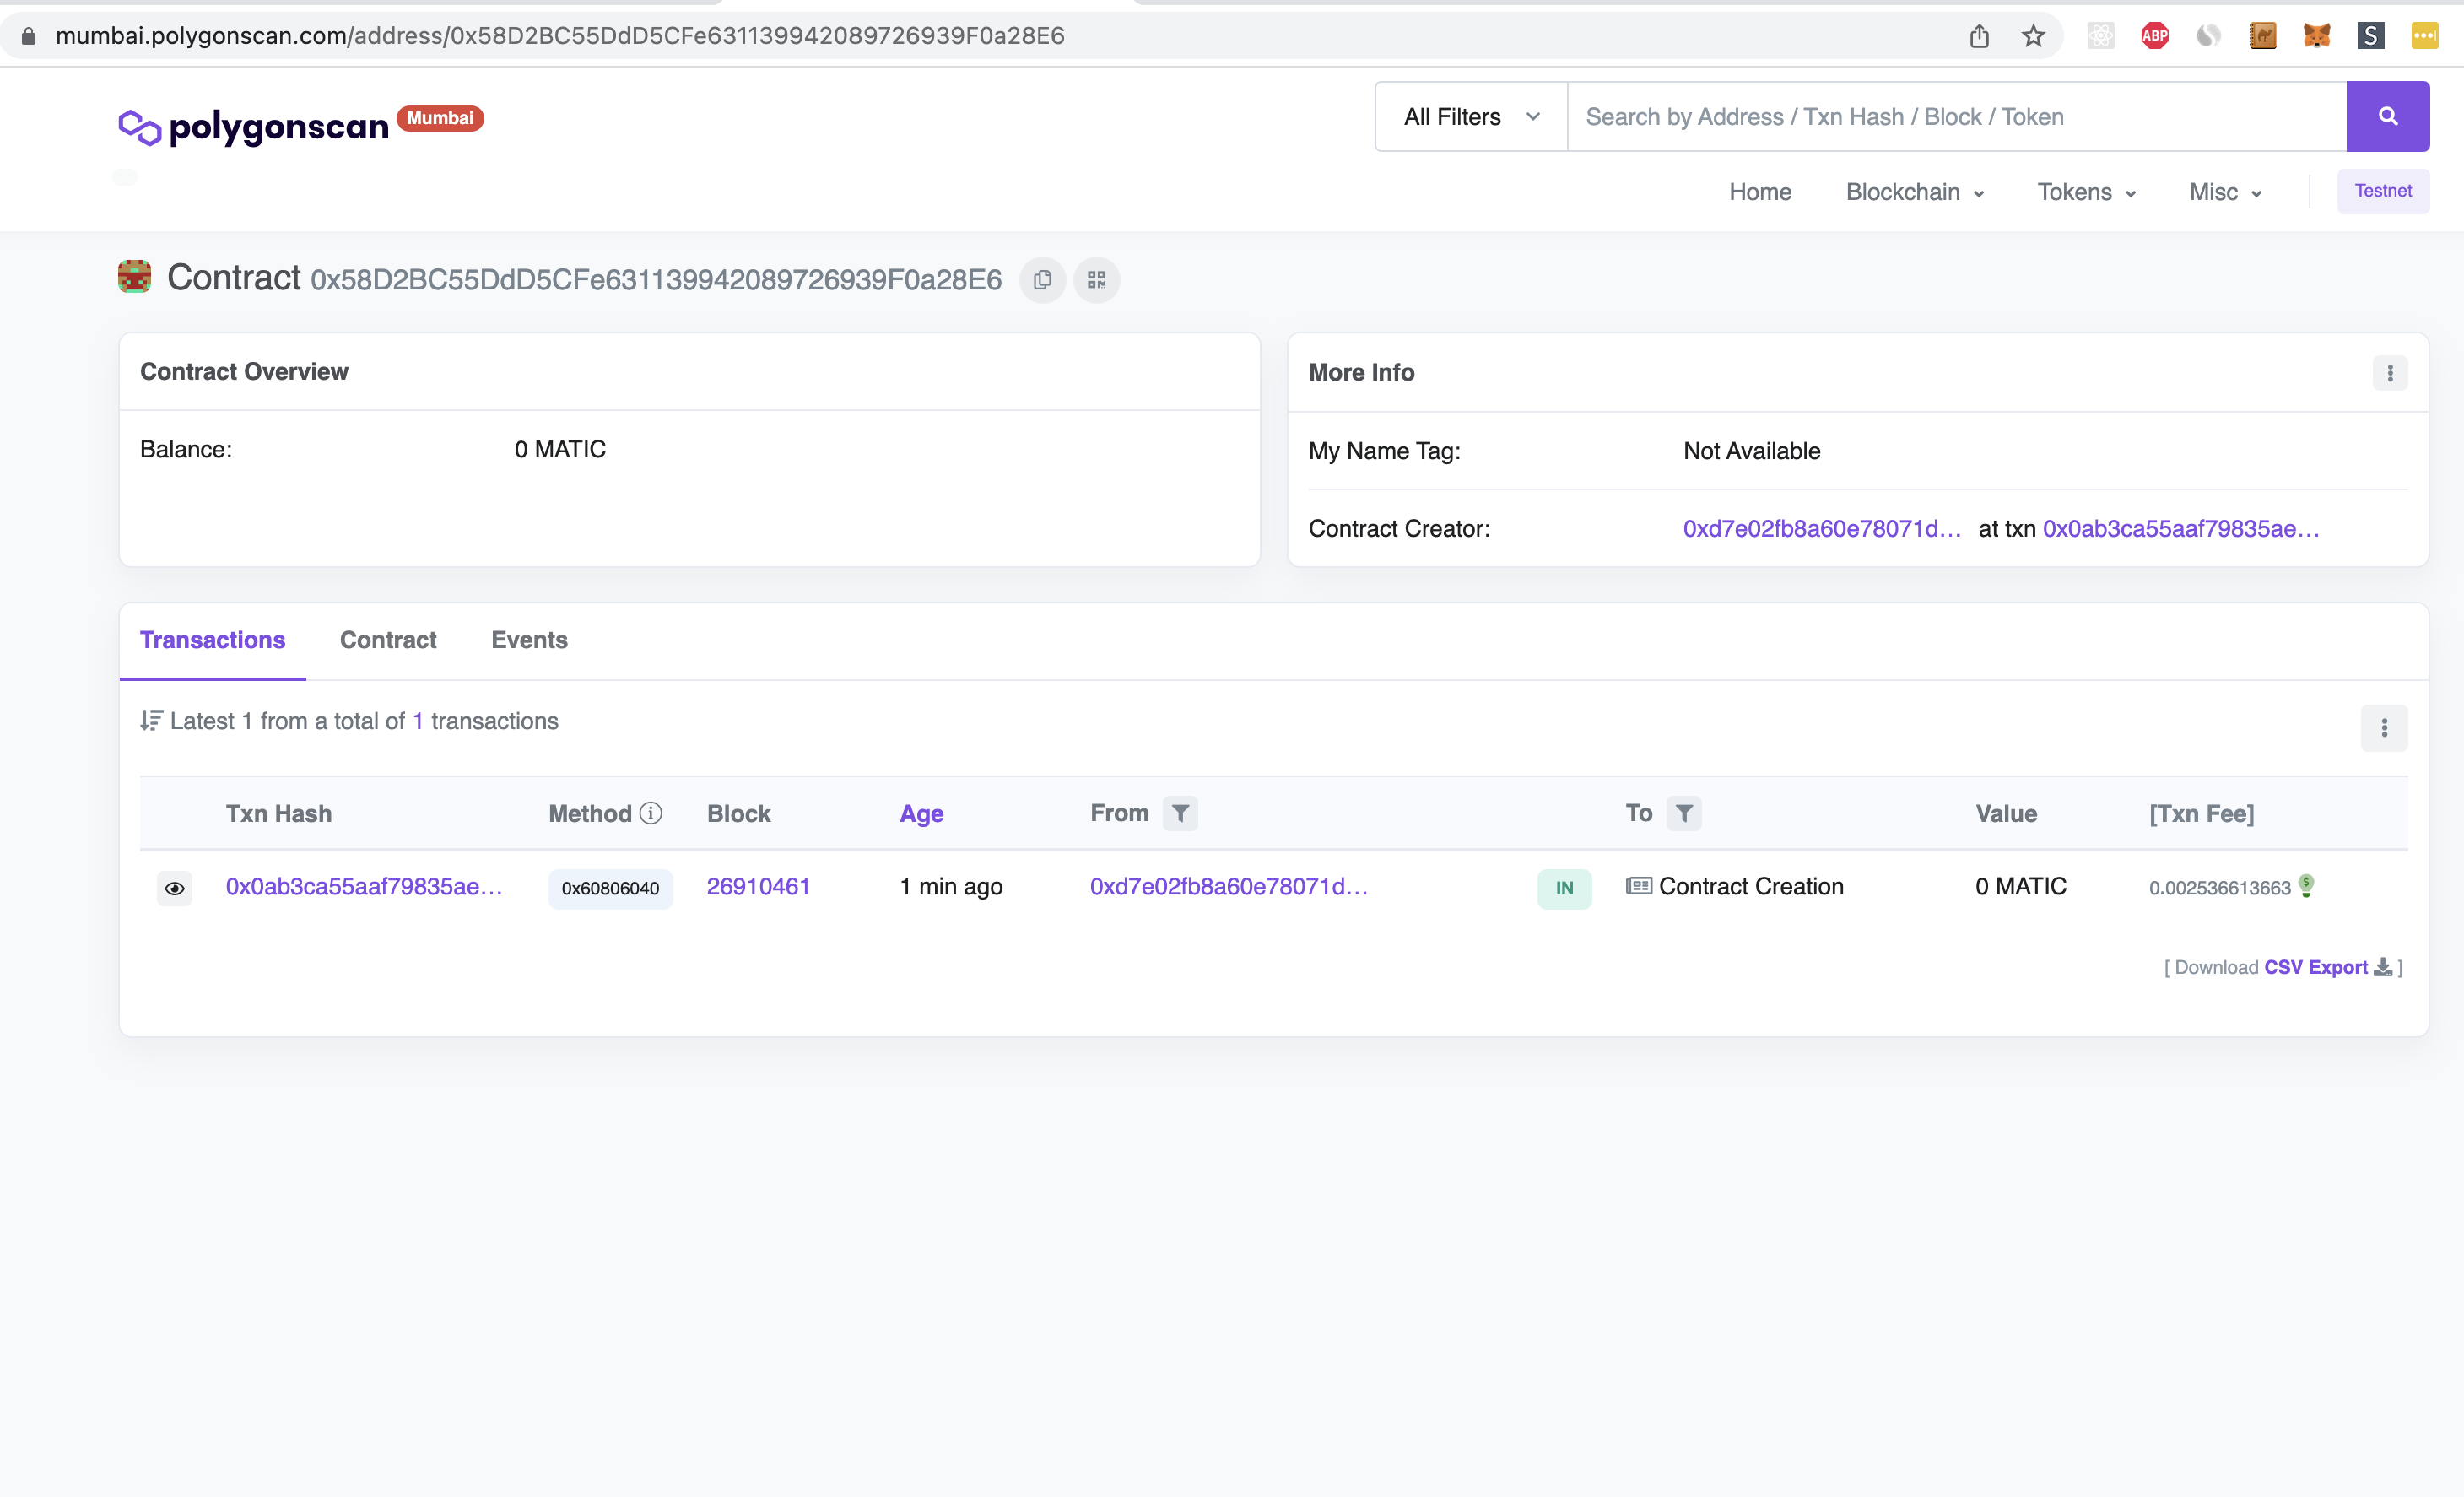 mumbai.polygonscan.com/address/0x58D2BC55DdD5CFe631139942089726939F0a28E6
ABP
S
polygonscan Mumbai
All Filters
Search by Address / Txn Hash / Block / Token
Home Blockchain Tokens Misc Testnet
Contract 0x58D2BC55DdD5CFe631139942089726939F0a28E6
Contract Overview
Balance: 0 MATIC
More Info
My Name Tag: Not Available
Contract Creator: 0xd7e02fb8a60e78071d... at txn 0x0ab3ca55aaf79835ae...
Transactions Contract Events
Latest 1 from a total of 1 transactions
Txn Hash Method Block Age From To Value [Txn Fee]
0x0ab3ca55aaf79835ae... 0x60806040 26910461 1 min ago 0xd7e02fb8a60e78071d... IN Contract Creation 0 MATIC 0.002536613663
[ Download CSV Export ]